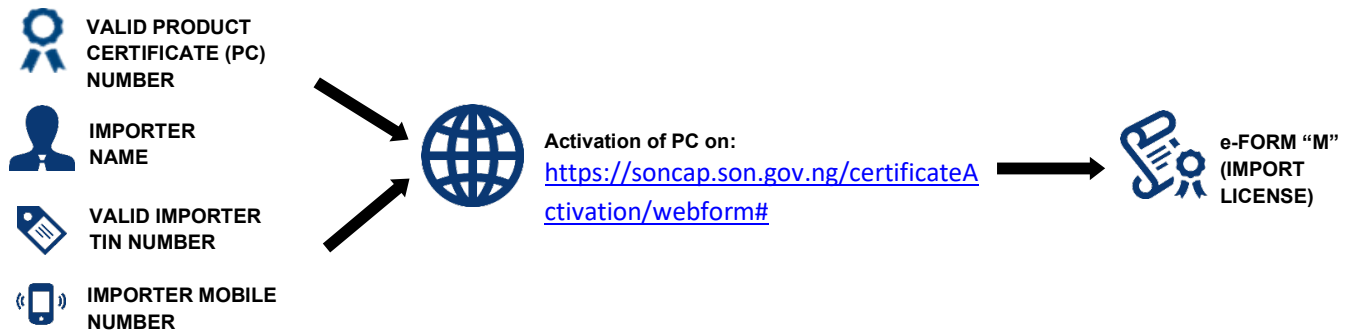 VALID PRODUCT
CERTIFICATE (PC)
NUMBER
IMPORTER
NAME
VALID IMPORTER
TIN NUMBER
IMPORTER MOBILE
NUMBER
Activation of PC on:
https://soncap.son.gov.ng/certificateA
ctivation/webform#
e-FORM “M”
(IMPORT
LICENSE)